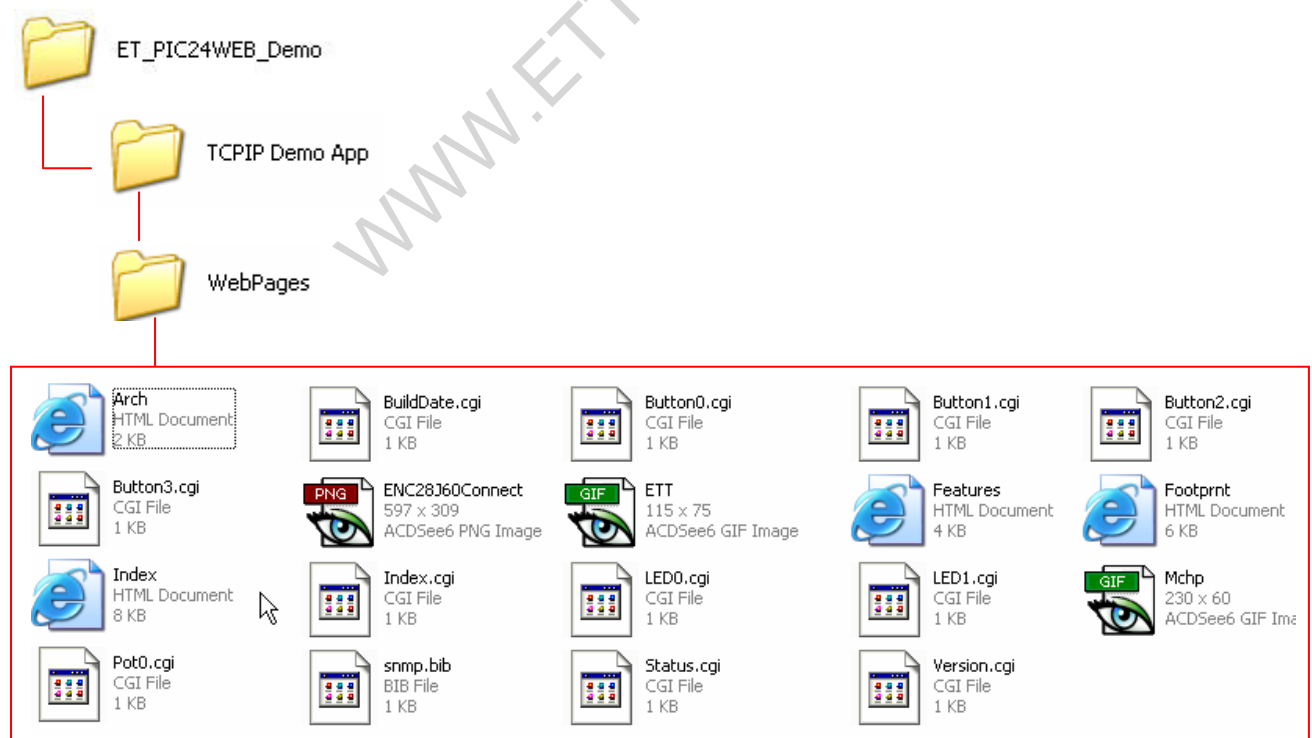 ET_PIC24WEB_Demo
WWW.ET
TCPIP Demo App
WebPages
Arch
HTML Document
2 KB
BuildDate.cgi
CGI File
1 KB
Button0.cgi
CGI File
1 KB
Button1.cgi
CGI File
1 KB
Button2.cgi
CGI File
1 KB
Button3.cgi
CGI File
1 KB
PNG
ENC28J60Connect
597 x 309
ACDSee6 PNG Image
GIF
ETT
115 x 75
ACDSee6 GIF Image
Features
HTML Document
4 KB
Footprnt
HTML Document
6 KB
Index
HTML Document
8 KB
Index.cgi
CGI File
1 KB
LED0.cgi
CGI File
1 KB
LED1.cgi
CGI File
1 KB
GIF
Mchp
230 x 60
ACDSee6 GIF Ima
Pot0.cgi
CGI File
1 KB
snmp.bib
BIB File
1 KB
Status.cgi
CGI File
1 KB
Version.cgi
CGI File
1 KB